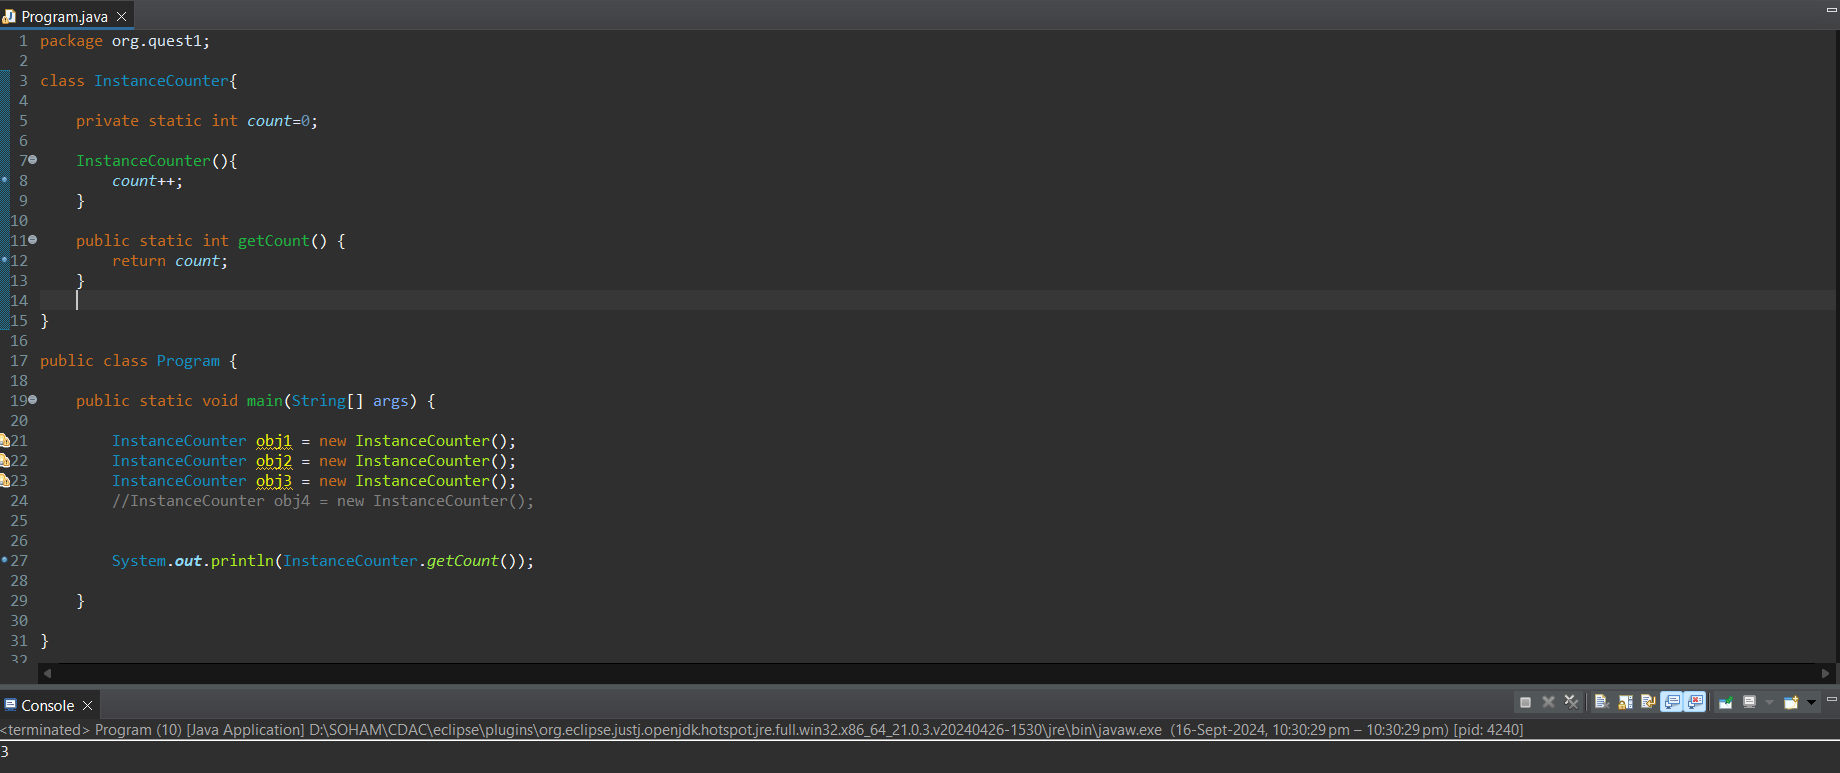 Program.java
1 package org.quest1;
2
3 class InstanceCounter{
4
5     private static int count=0;
6
7     InstanceCounter(){
8         count++;
9     }
10
11     public static int getCount() {
12         return count;
13     }
14
15 }
16
17 public class Program {
18
19     public static void main(String[] args) {
20
21         InstanceCounter obj1 = new InstanceCounter();
22         InstanceCounter obj2 = new InstanceCounter();
23         InstanceCounter obj3 = new InstanceCounter();
24         //InstanceCounter obj4 = new InstanceCounter();
25
26
27         System.out.println(InstanceCounter.getCount());
28
29     }
30
31 }
32
Console
<terminated> Program (10) [Java Application] D:\SOHAM\CDAC\eclipse\plugins\org.eclipse.justj.openjdk.hotspot.jre.full.win32.x86_64_21.0.3.v20240426-1530\jre\bin\javaw.exe (16-Sept-2024, 10:30:29 pm – 10:30:29 pm) [pid: 4240]
3